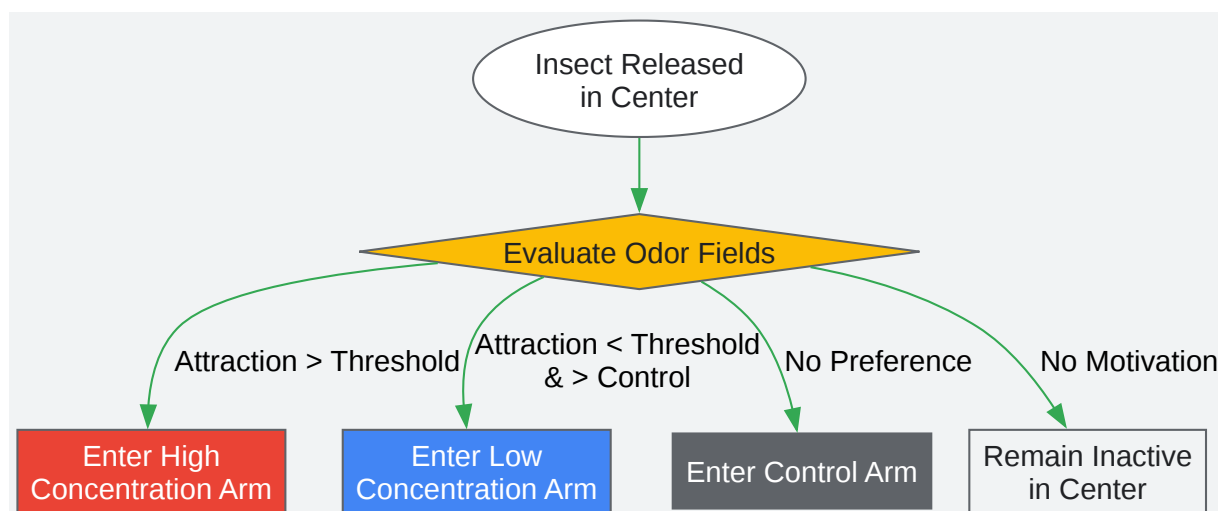 Insect Released
in Center
Evaluate Odor Fields
Attraction > Threshold
Attraction < Threshold
& > Control
No Preference
No Motivation
Enter High
Concentration Arm
Enter Low
Concentration Arm
Enter Control Arm
Remain Inactive
in Center